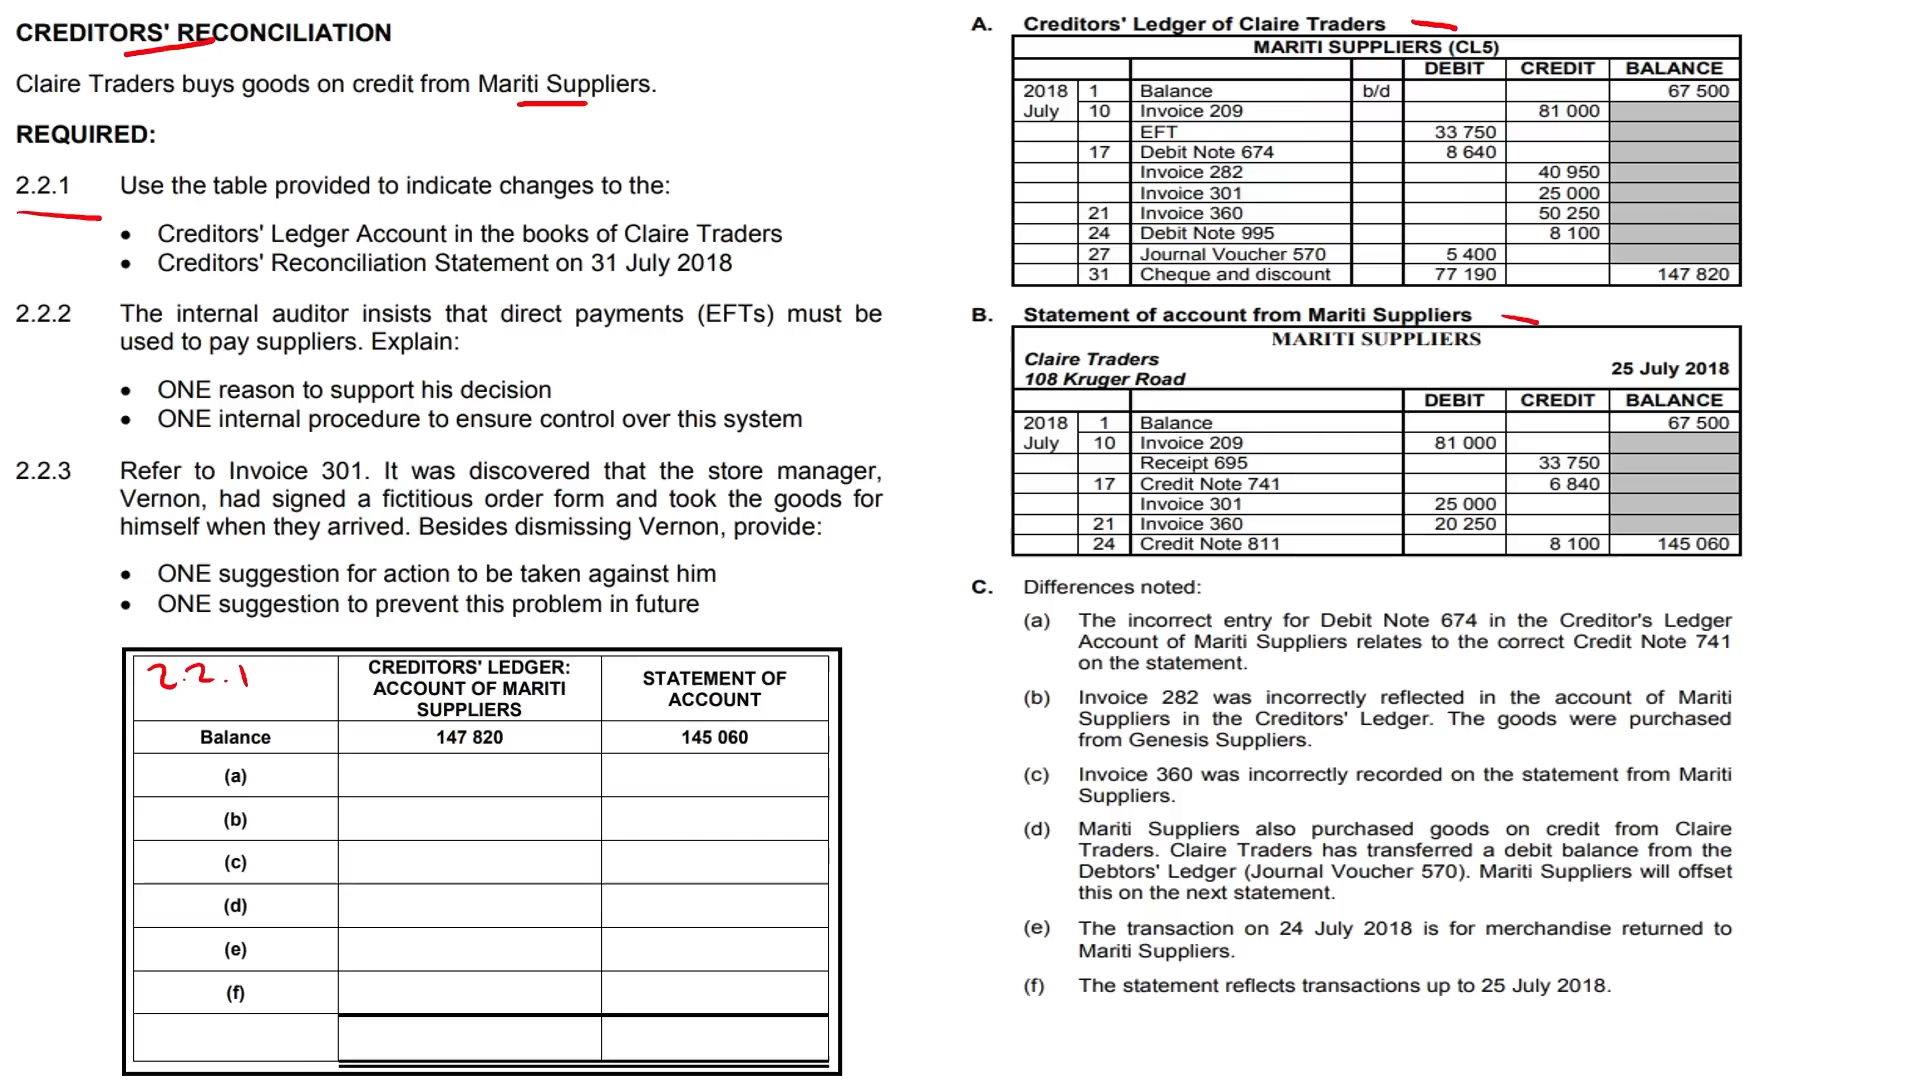 CREDITORS' RECONCILIATION
Claire Traders buys goods on credit from Mariti Suppliers.
REQUIRED:
2.2.1 Use the table provided to indicate changes to the:
• Creditors' Ledger Account in the books of Claire Traders
• Creditors' Reconciliation Statement on 31 July 2018
2.2.2 The internal auditor insists that direct payments (EFTs) must be
used to pay suppliers. Explain:
• ONE reason to support his decision
• ONE internal procedure to ensure control over this system
2.2.3 Refer to Invoice 301. It was discovered that the store manager,
Vernon, had signed a fictitious order form and took the goods for
himself when they arrived. Besides dismissing Vernon, provide:
• ONE suggestion for action to be taken against him
• ONE suggestion to prevent this problem in future
2.2.1 CREDITORS' LEDGER: ACCOUNT OF MARITI SUPPLIERS STATEMENT OF ACCOUNT
Balance 147 820 145 060
(a)
(b)
(c)
(d)
(e)
(f)
A. Creditors' Ledger of Claire Traders
MARITI SUPPLIERS (CL5)
DEBIT CREDIT BALANCE
2018 1 Balance b/d 67 500
July 10 Invoice 209 81 000
EFT 33 750
17 Debit Note 674 8 640
Invoice 282 40 950
Invoice 301 25 000
21 Invoice 360 50 250
24 Debit Note 995 8 100
27 Journal Voucher 570 5 400
31 Cheque and discount 77 190 147 820
B. Statement of account from Mariti Suppliers
MARITI SUPPLIERS
Claire Traders
108 Kruger Road
25 July 2018
DEBIT CREDIT BALANCE
2018 1 Balance 67 500
July 10 Invoice 209 81 000
Receipt 695 33 750
17 Credit Note 741 6 840
Invoice 301 25 000
21 Invoice 360 20 250
24 Credit Note 811 8 100 145 060
C. Differences noted:
(a) The incorrect entry for Debit Note 674 in the Creditor's Ledger
Account of Mariti Suppliers relates to the correct Credit Note 741
on the statement.
(b) Invoice 282 was incorrectly reflected in the account of Mariti
Suppliers in the Creditors' Ledger. The goods were purchased
from Genesis Suppliers.
(c) Invoice 360 was incorrectly recorded on the statement from Mariti
Suppliers.
(d) Mariti Suppliers also purchased goods on credit from Claire
Traders. Claire Traders has transferred a debit balance from the
Debtors' Ledger (Journal Voucher 570). Mariti Suppliers will offset
this on the next statement.
(e) The transaction on 24 July 2018 is for merchandise returned to
Mariti Suppliers.
(f) The statement reflects transactions up to 25 July 2018.